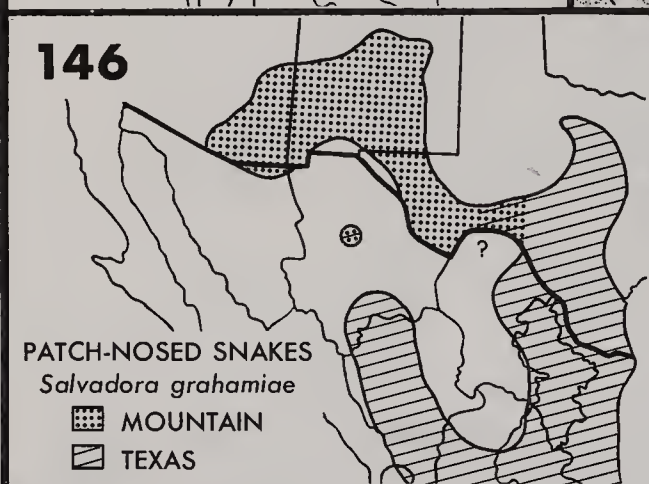 146
?
PATCH-NOSED SNAKES
Salvadora grahamiae
MOUNTAIN
TEXAS